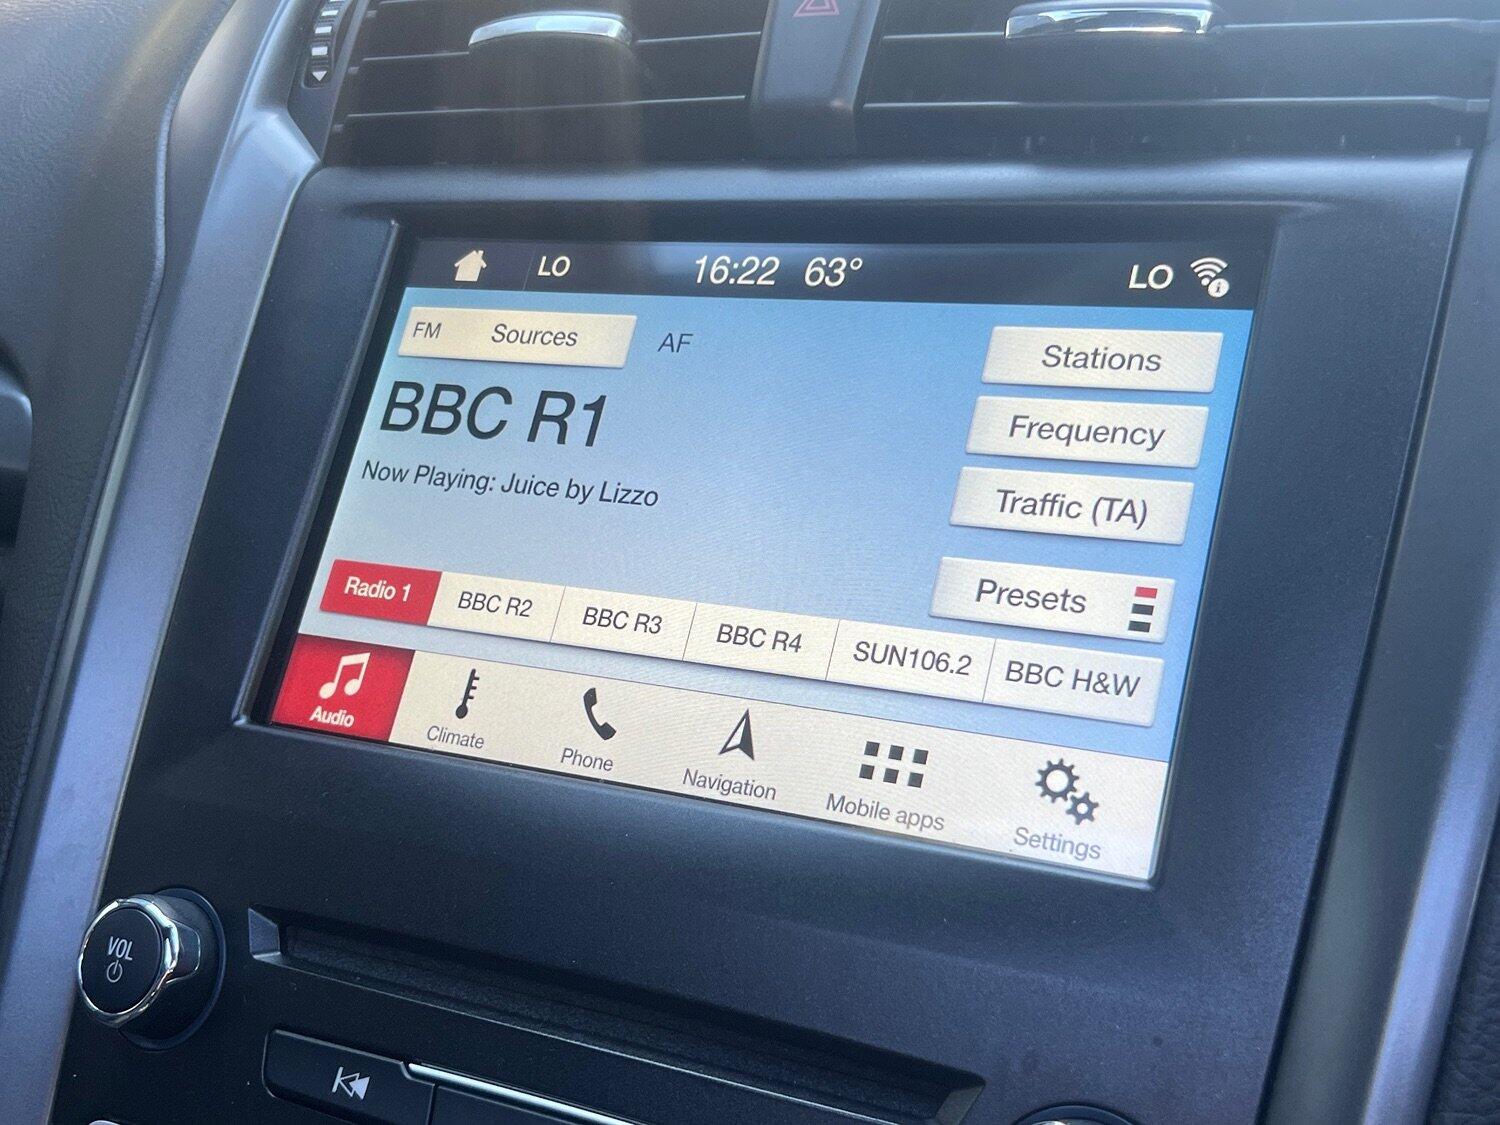 LO 16:22 63° LO
FM Sources AF
Stations
BBC R1
Frequency
Now Playing: Juice by Lizzo
Traffic (TA)
Presets
Radio 1 BBC R2 BBC R3 BBC R4 SUN106.2 BBC H&W
Audio Climate Phone Navigation Mobile apps Settings
VOL